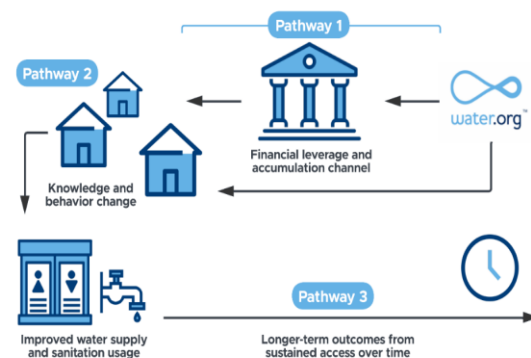 Pathway 1
Pathway 2
water.org™
Financial leverage and
accumulation channel
Knowledge and
behavior change
Pathway 3
Improved water supply
and sanitation usage
Longer-term outcomes from
sustained access over time